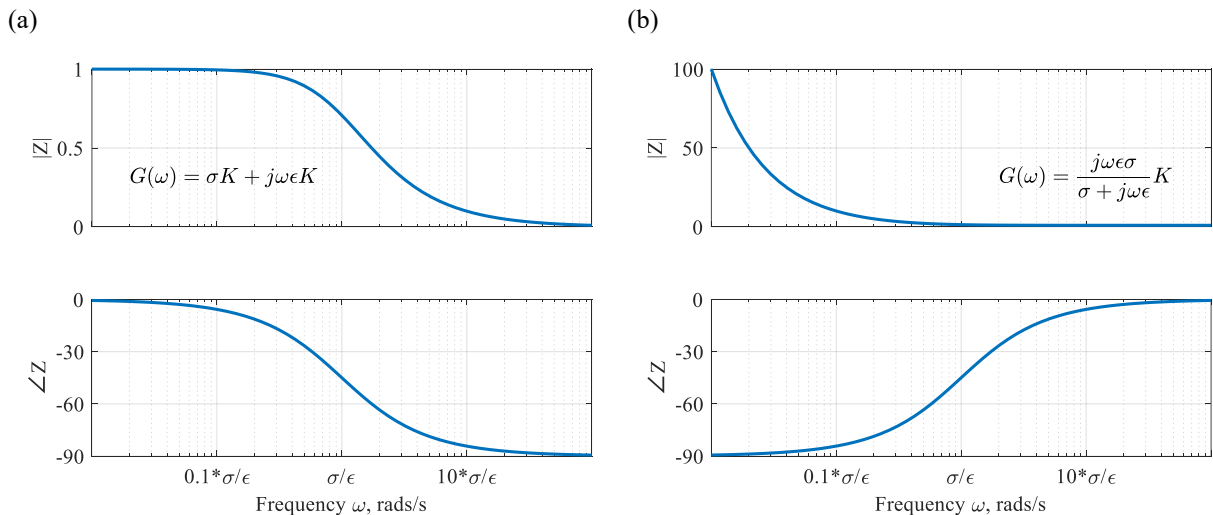 (a)
1
0.5
0
|Z|
G(ω) = σK + jωϵK
0
-30
-60
-90
∠Z
0.1*σ/ϵ σ/ϵ 10*σ/ϵ
Frequency ω, rads/s
(b)
100
50
0
|Z|
G(ω) = jωϵσ / (σ + jωϵ) K
0
-30
-60
-90
∠Z
0.1*σ/ϵ σ/ϵ 10*σ/ϵ
Frequency ω, rads/s